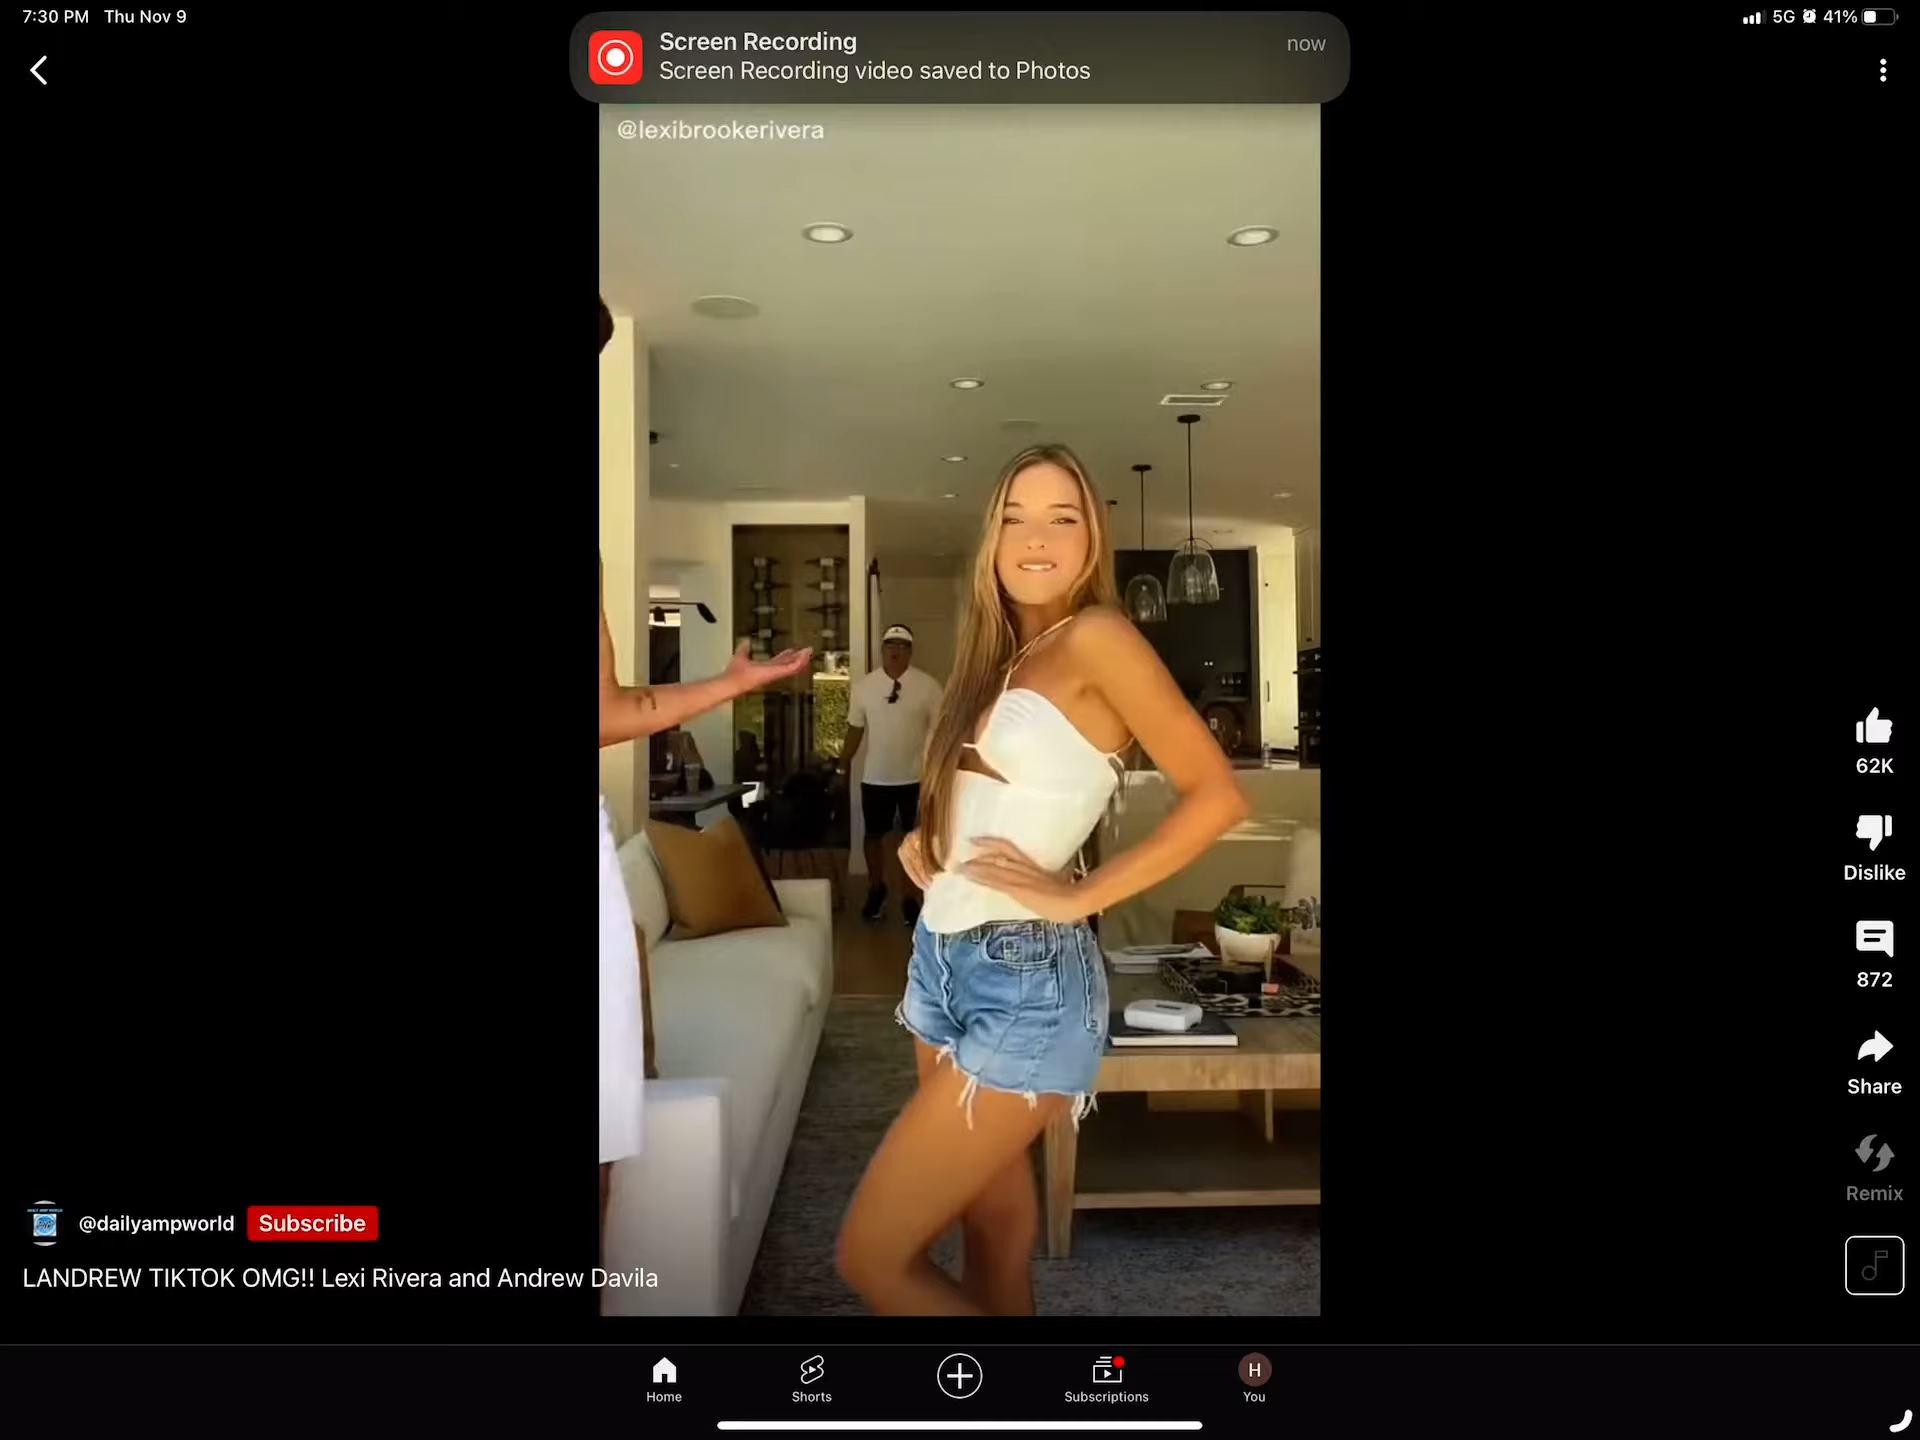 7:30 PM Thu Nov 9
5G 41%
Screen Recording
now
Screen Recording video saved to Photos
@lexibrookerivera
62K
Dislike
872
Share
Remix
@dailyampworld Subscribe
LANDREW TIKTOK OMG!! Lexi Rivera and Andrew Davila
Home
Shorts
Subscriptions
H
You